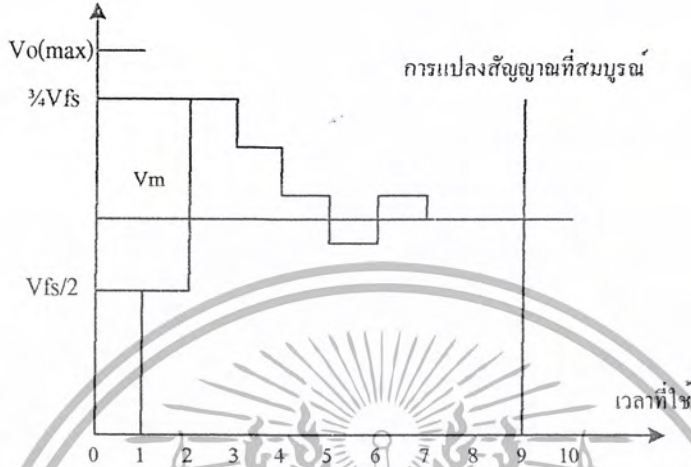 Vo(max)
การแปลงสัญญาณที่สมบูรณ์
¾Vfs
Vm
Vfs/2
เวลาที่ใช้
0 1 2 3 4 5 6 7 8 9 10